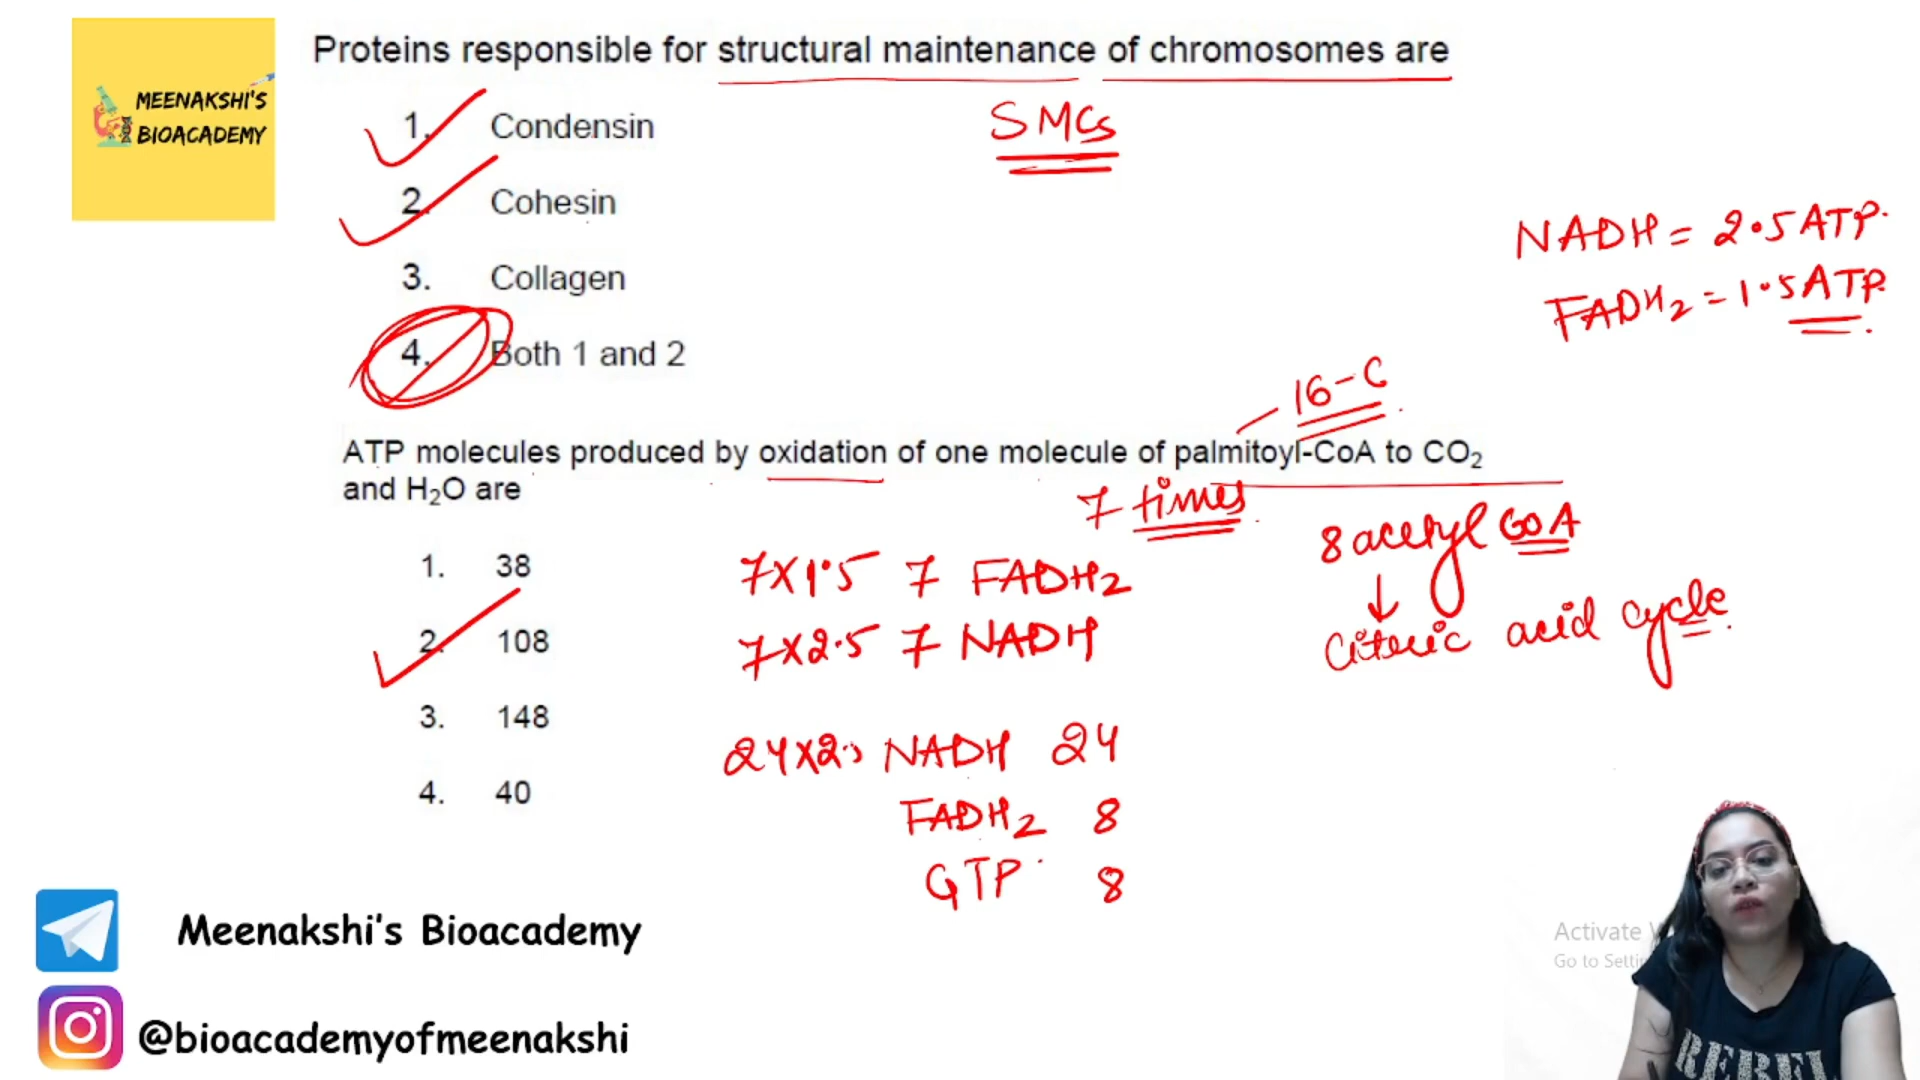 MEENAKSHI'S
BIOACADEMY
Proteins responsible for structural maintenance of chromosomes are
SMCs
1. Condensin
2. Cohesin
3. Collagen
4. Both 1 and 2
NADH = 2.5 ATP.
FADH2 = 1.5 ATP.
16-C
ATP molecules produced by oxidation of one molecule of palmitoyl-CoA to CO2
and H2O are
7 times
8 acetyl CoA
↓
Citric acid cycle
1. 38
2. 108
3. 148
4. 40
7X1.5 7 FADH2
7X2.5 7 NADH
24X2.5 NADH 24
FADH2 8
GTP 8
Meenakshi's Bioacademy
@bioacademyofmeenakshi
Activate
Go to
REBEL